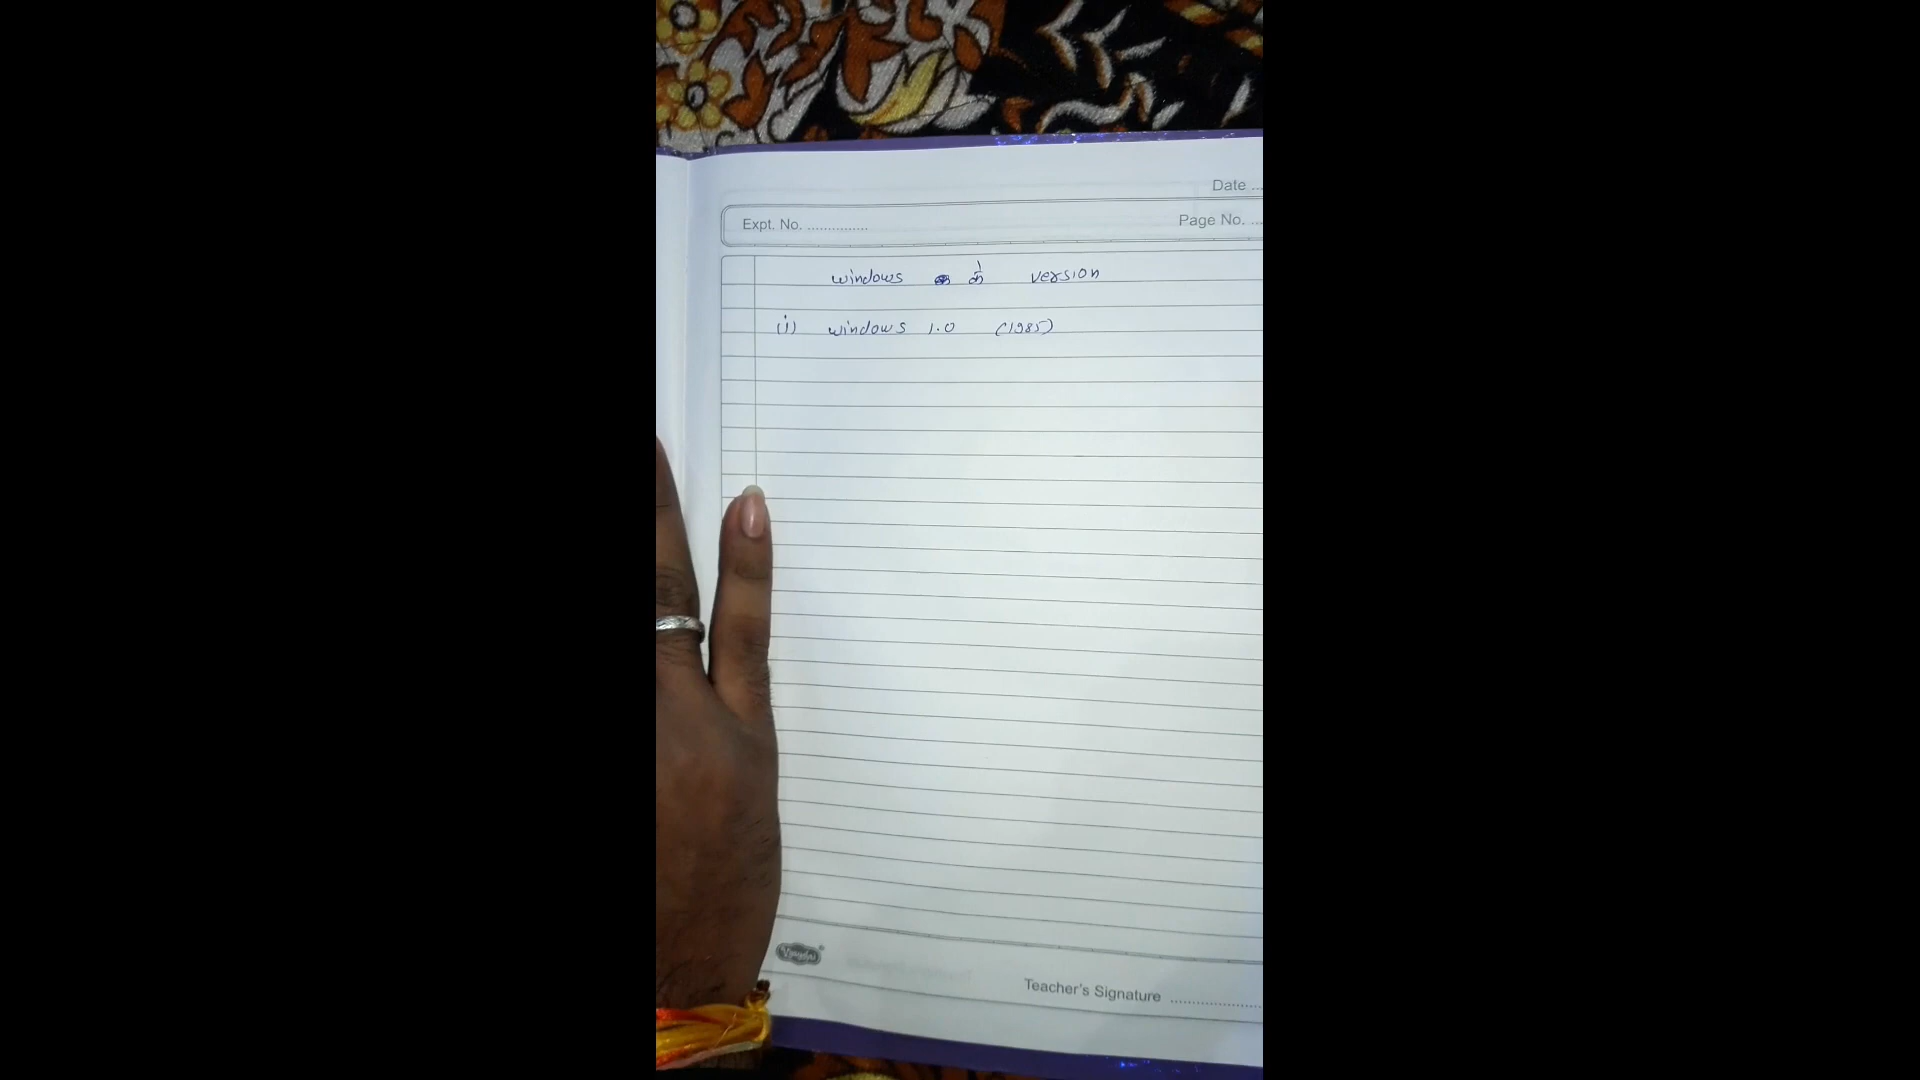 Date ...
Expt. No. ...............
Page No. ...
windows के version
(i) windows 1.0 (1985)
Teacher's Signature ....................